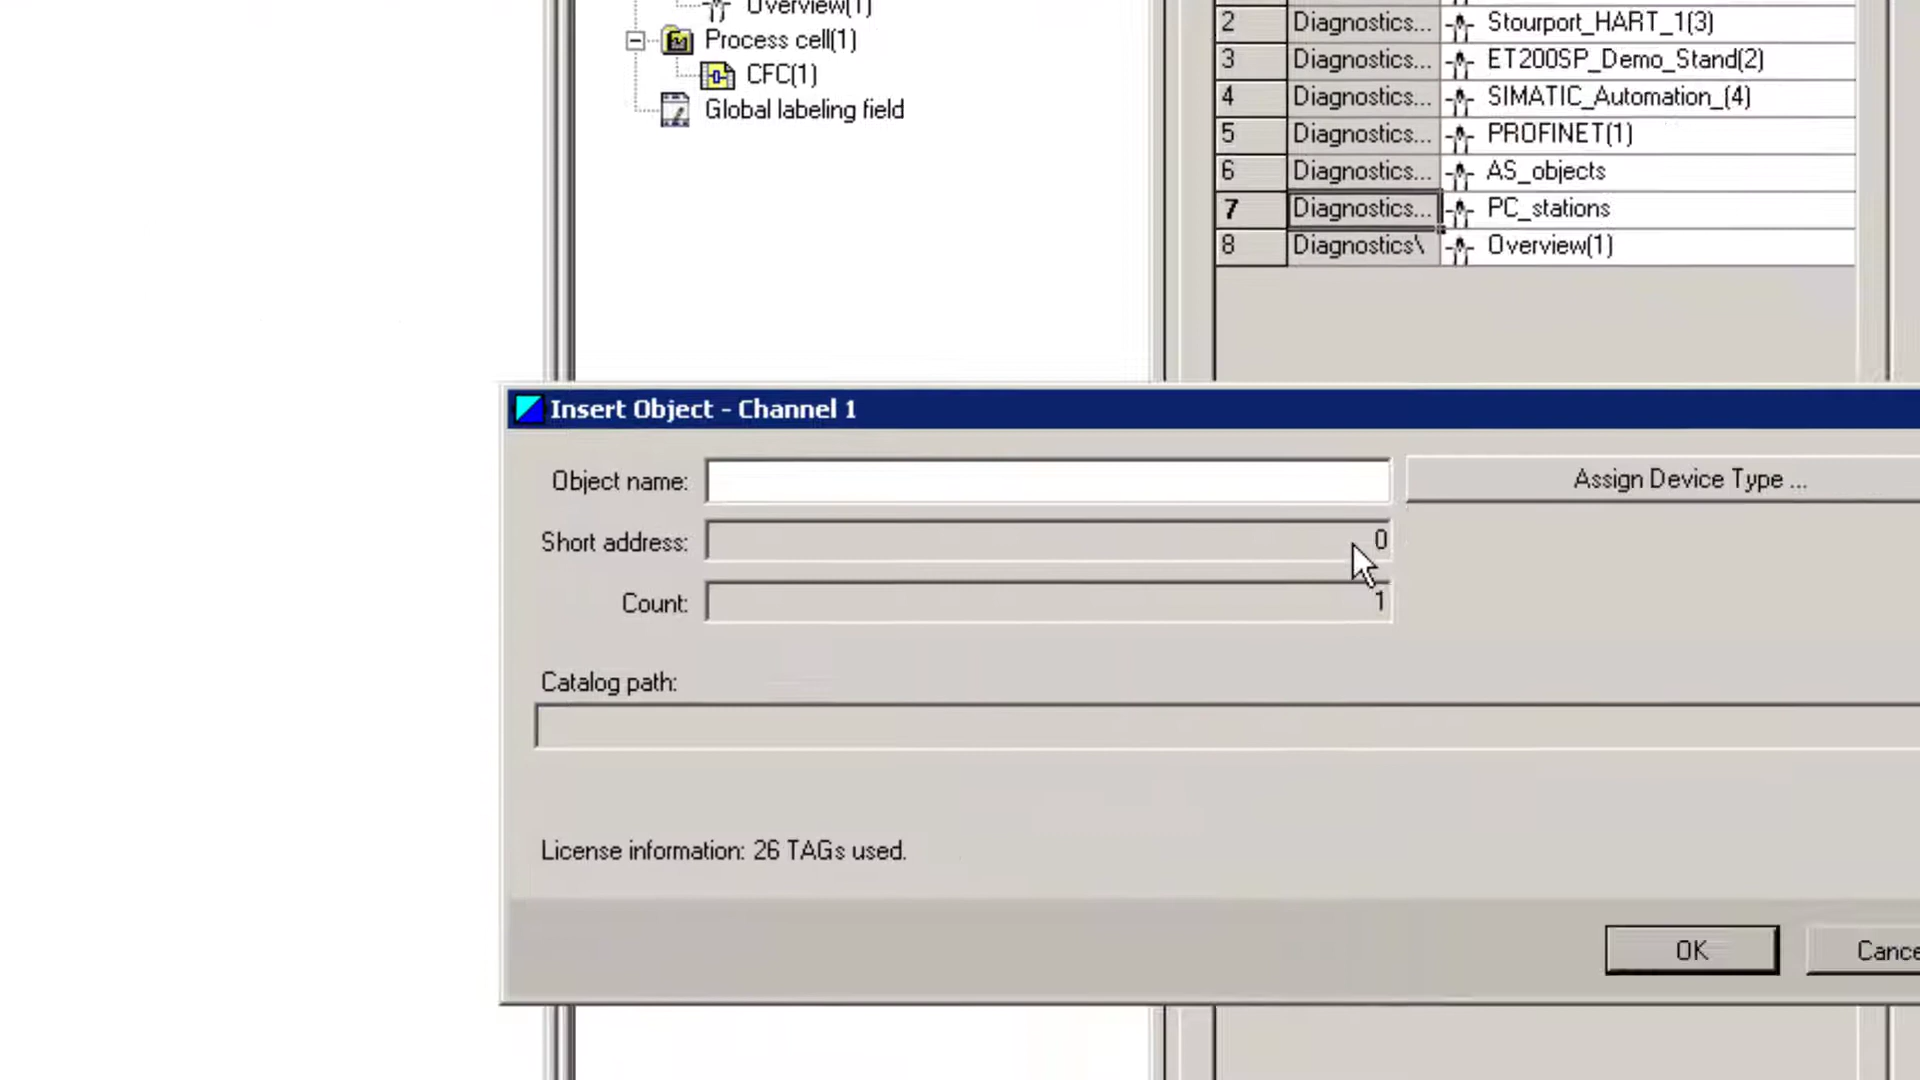 Overview(1)
Process cell(1)
CFC(1)
Global labeling field
2 Diagnostics... Stourport_HART_1(3)
3 Diagnostics... ET200SP_Demo_Stand(2)
4 Diagnostics... SIMATIC_Automation_(4)
5 Diagnostics... PROFINET(1)
6 Diagnostics... AS_objects
7 Diagnostics... PC_stations
8 Diagnostics\ Overview(1)
Insert Object - Channel 1
Object name: Assign Device Type ...
Short address: 0
Count: 1
Catalog path:
License information: 26 TAGs used.
OK Cance